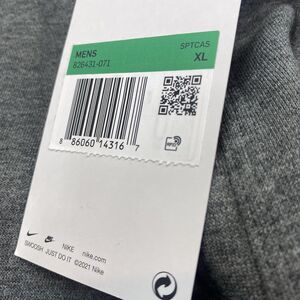 MENS
826431-071
SPTCAS
XL
8 86060 14316 7
RFID
NIKE nike.com
SWOOSH JUST DO IT ©2021 Nike